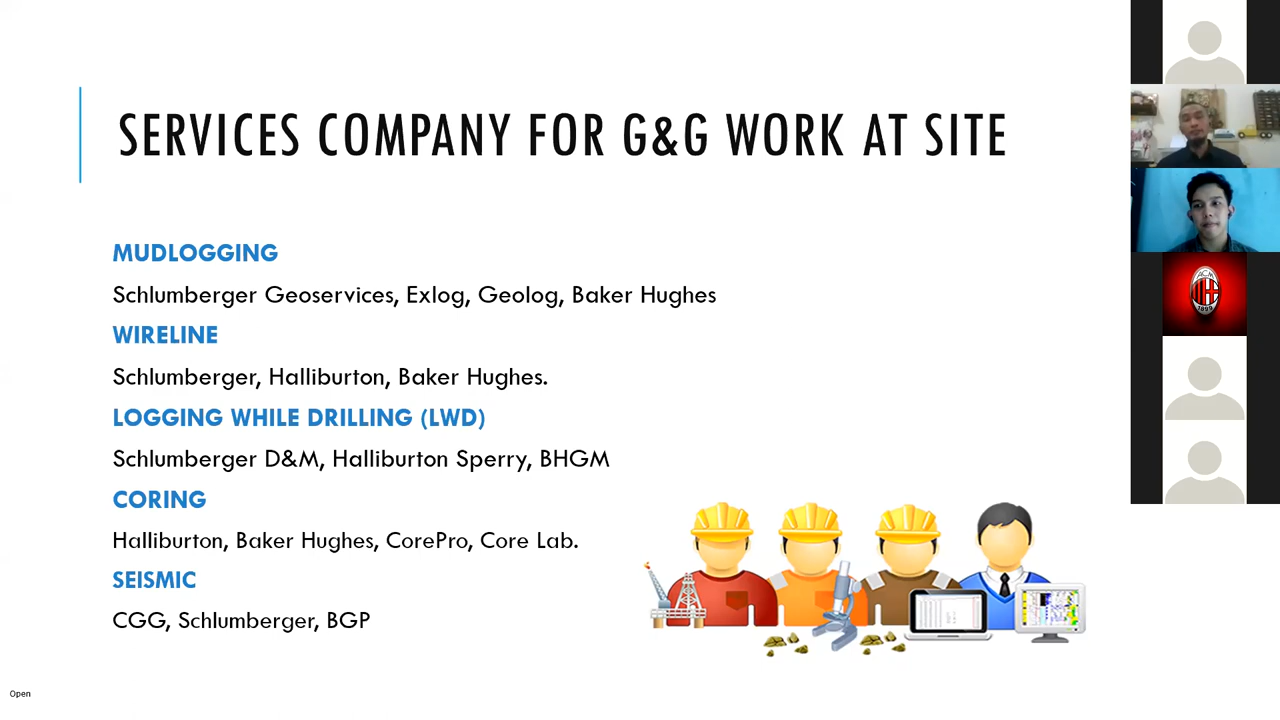 SERVICES COMPANY FOR G&G WORK AT SITE
MUDLOGGING
Schlumberger Geoservices, Exlog, Geolog, Baker Hughes
WIRELINE
Schlumberger, Halliburton, Baker Hughes.
LOGGING WHILE DRILLING (LWD)
Schlumberger D&M, Halliburton Sperry, BHGM
CORING
Halliburton, Baker Hughes, CorePro, Core Lab.
SEISMIC
CGG, Schlumberger, BGP
Open
ACM
1899